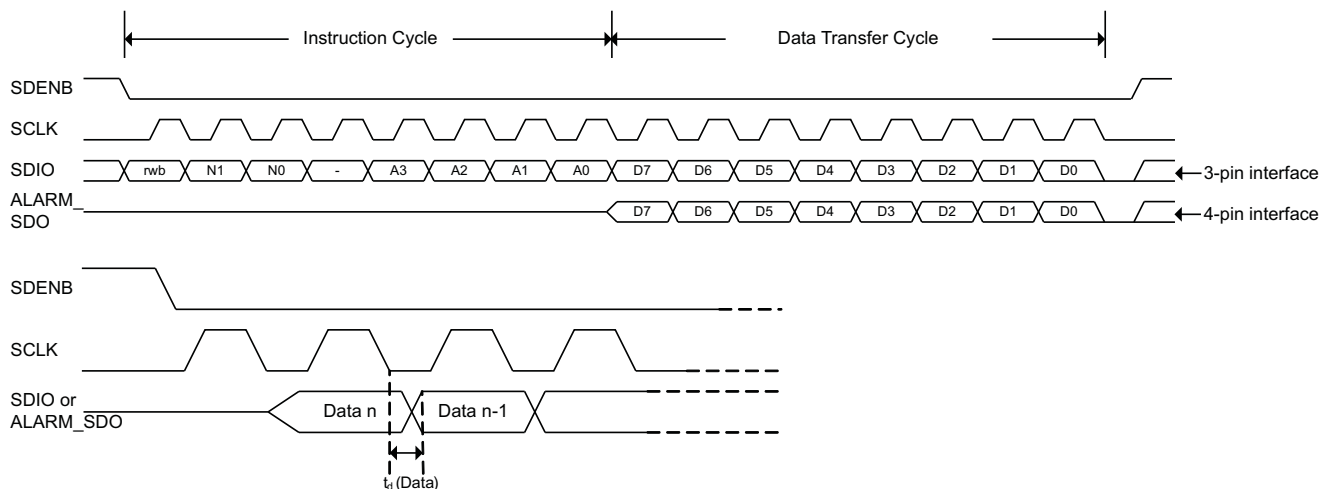 Instruction Cycle Data Transfer Cycle
SDENB
SCLK
SDIO rwb N1 N0 - A3 A2 A1 A0 D7 D6 D5 D4 D3 D2 D1 D0 3-pin interface
ALARM_
SDO D7 D6 D5 D4 D3 D2 D1 D0 4-pin interface
SDENB
SCLK
SDIO or
ALARM_SDO Data n Data n-1
td(Data)